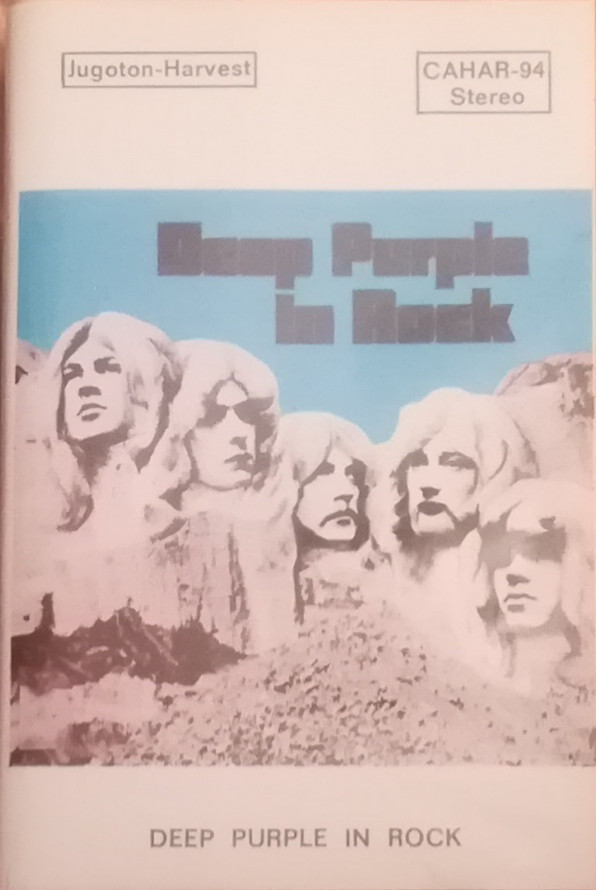 Jugoton-Harvest
CAHAR-94
Stereo
Deep Purple
in Rock
DEEP PURPLE IN ROCK